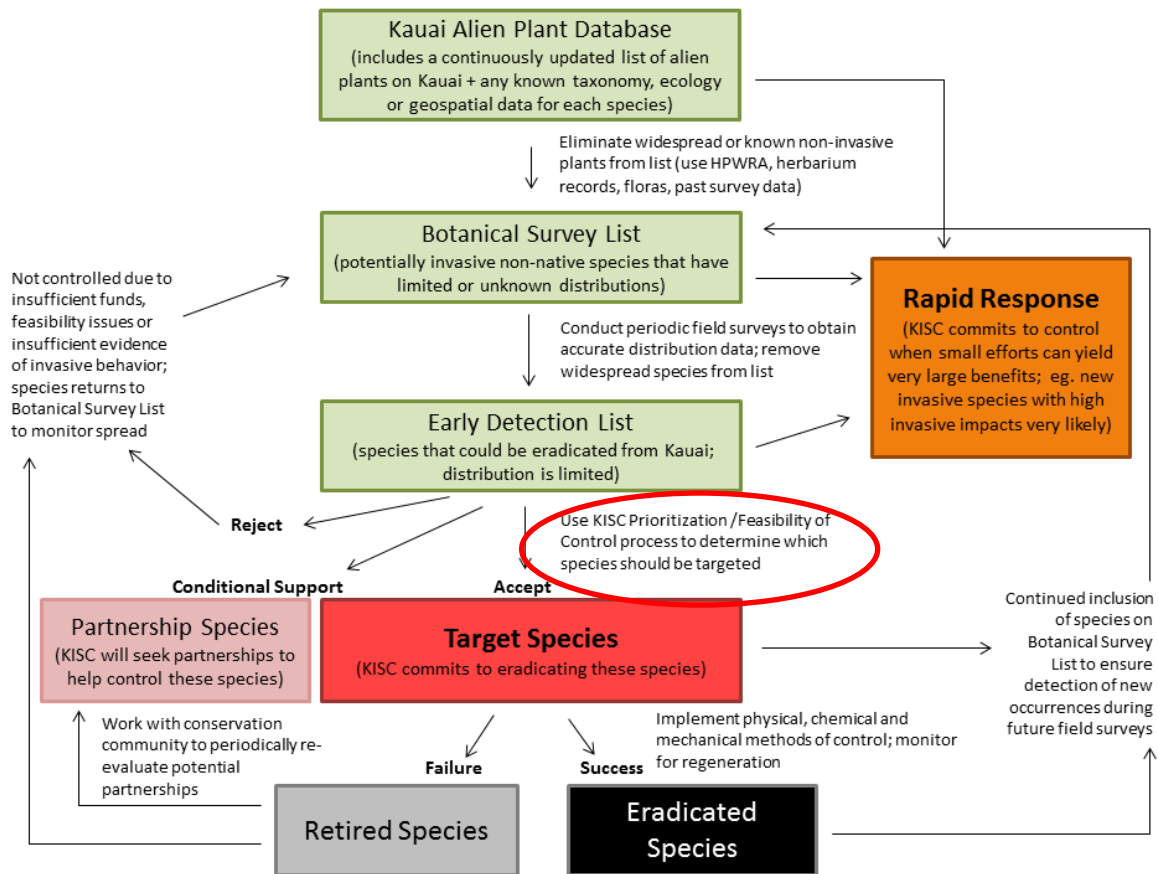 Kauai Alien Plant Database
(includes a continuously updated list of alien
plants on Kauai + any known taxonomy, ecology
or geospatial data for each species)
Eliminate widespread or known non-invasive
plants from list (use HPWRA, herbarium
records, floras, past survey data)
Botanical Survey List
(potentially invasive non-native species that have
limited or unknown distributions)
Not controlled due to
insufficient funds,
feasibility issues or
insufficient evidence
of invasive behavior;
species returns to
Botanical Survey List
to monitor spread
Rapid Response
(KISC commits to control
when small efforts can yield
very large benefits; eg. new
invasive species with high
invasive impacts very likely)
Conduct periodic field surveys to obtain
accurate distribution data; remove
widespread species from list
Early Detection List
(species that could be eradicated from Kauai;
distribution is limited)
Use KISC Prioritization /Feasibility of
Control process to determine which
species should be targeted
Reject
Conditional Support
Accept
Partnership Species
(KISC will seek partnerships to
help control these species)
Target Species
(KISC commits to eradicating these species)
Continued inclusion
of species on
Botanical Survey
List to ensure
detection of new
occurrences during
future field surveys
Work with conservation
community to periodically re-
evaluate potential
partnerships
Failure
Success
Implement physical, chemical and
mechanical methods of control; monitor
for regeneration
Retired Species
Eradicated
Species